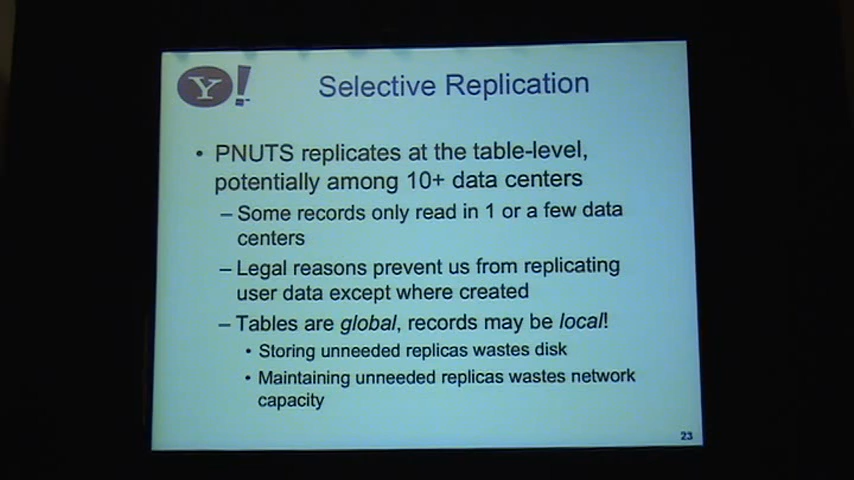 Y!
Selective Replication
• PNUTS replicates at the table-level,
potentially among 10+ data centers
– Some records only read in 1 or a few data
centers
– Legal reasons prevent us from replicating
user data except where created
– Tables are global, records may be local!
• Storing unneeded replicas wastes disk
• Maintaining unneeded replicas wastes network
capacity
23